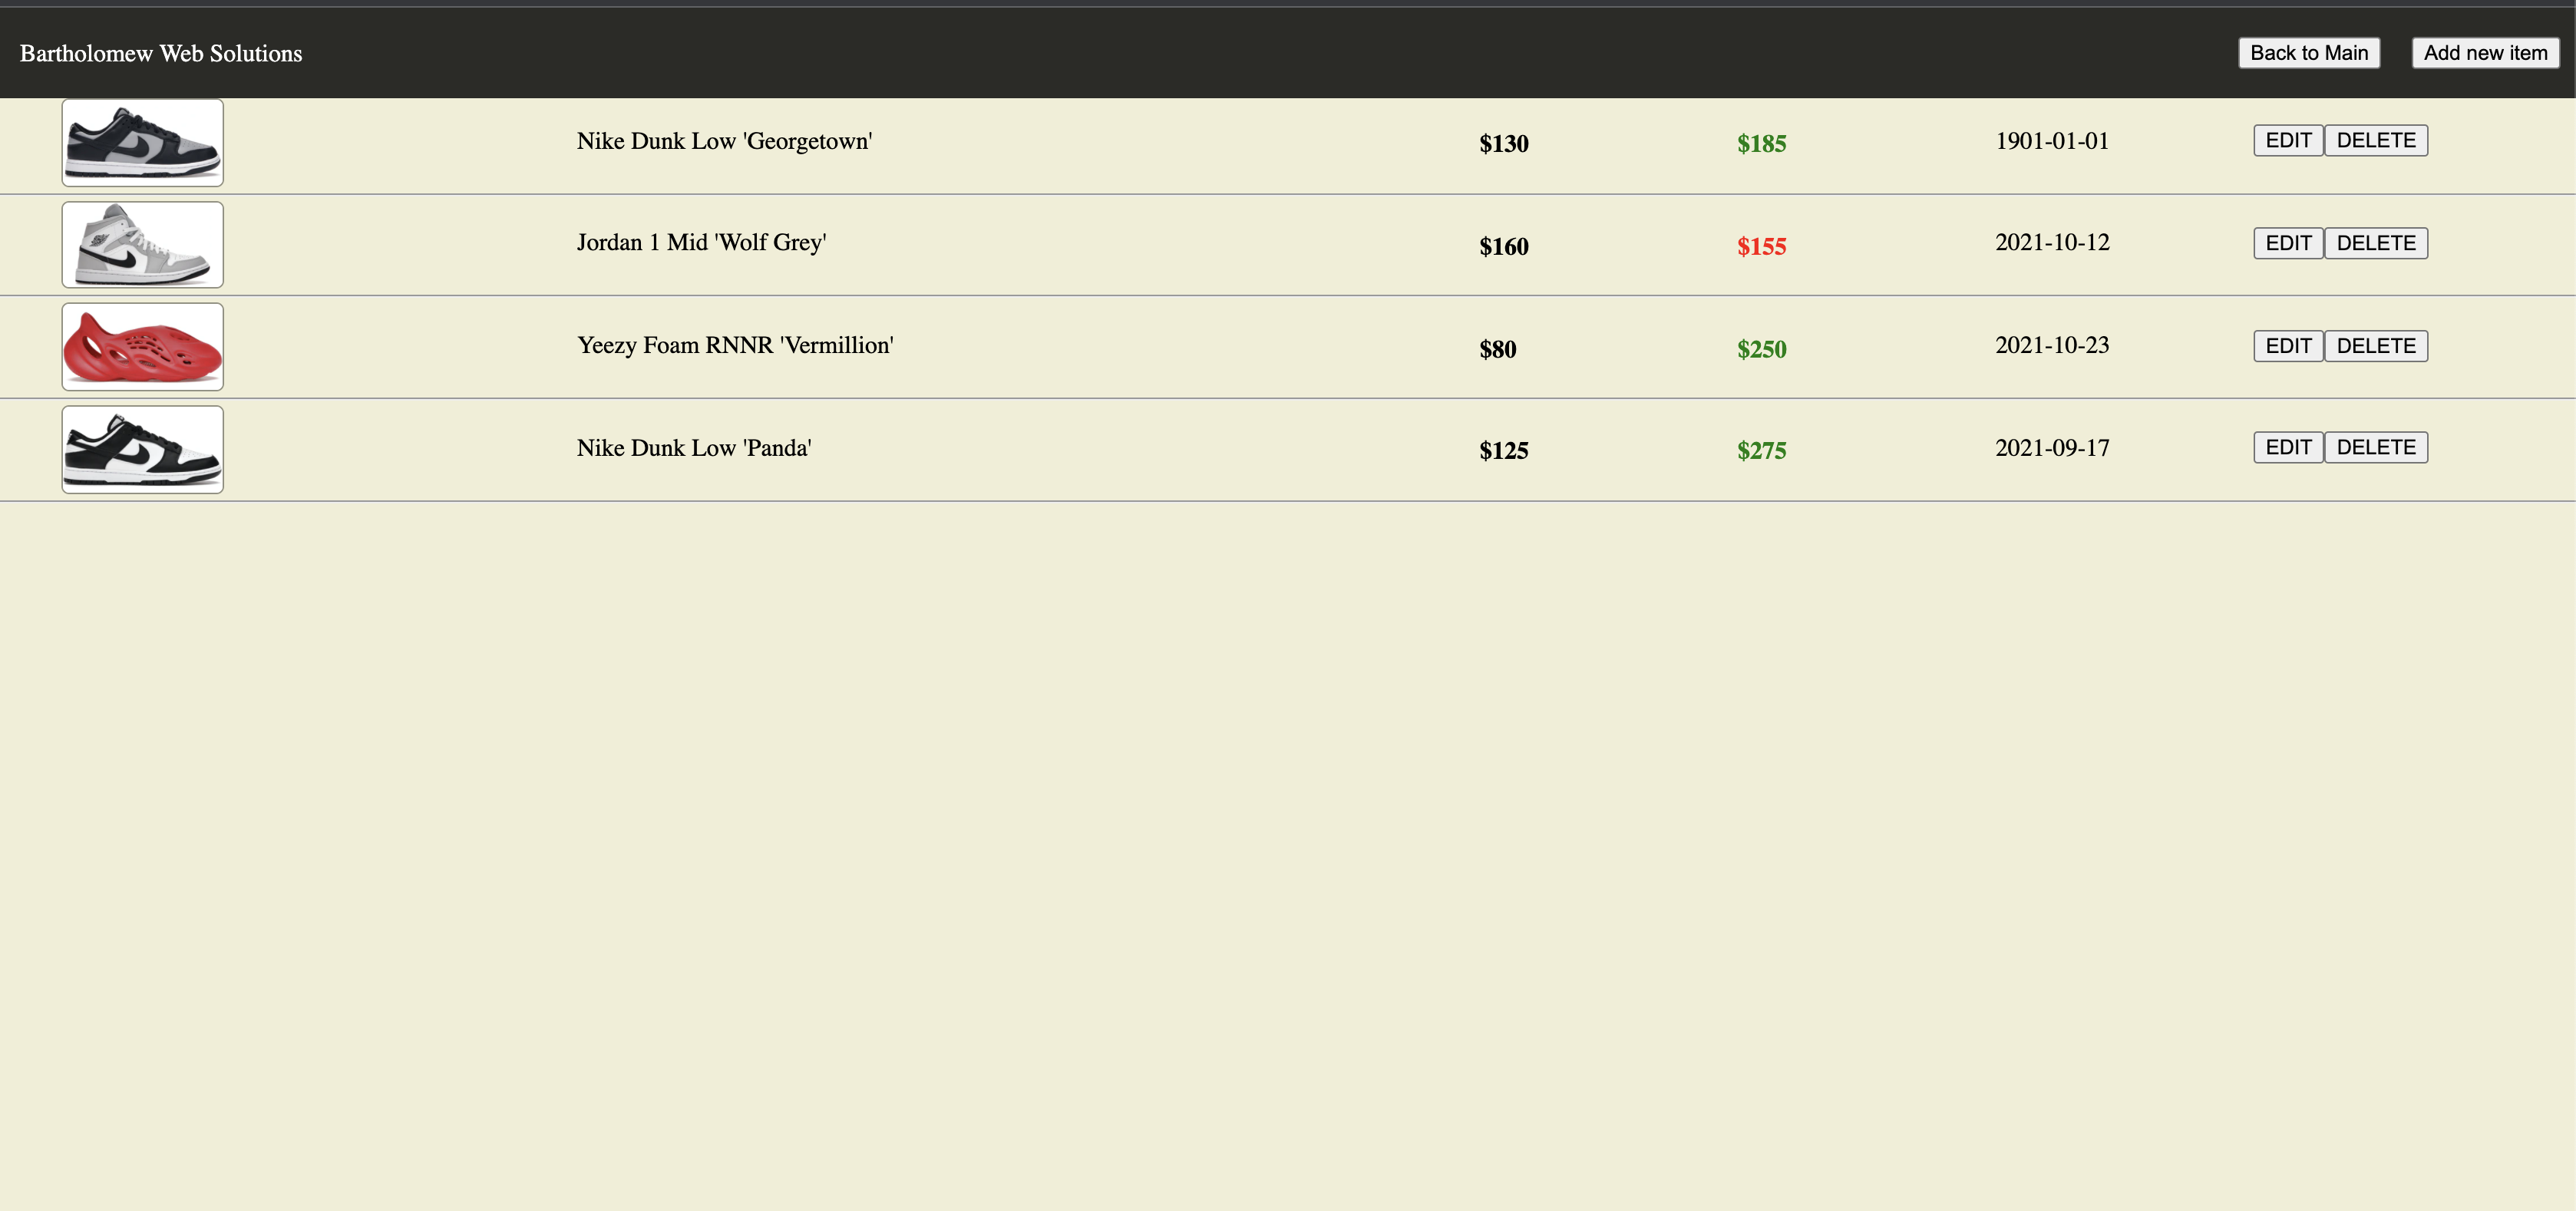 Bartholomew Web Solutions Back to Main Add new item
Nike Dunk Low 'Georgetown' $130 $185 1901-01-01 EDIT DELETE
Jordan 1 Mid 'Wolf Grey' $160 $155 2021-10-12 EDIT DELETE
Yeezy Foam RNNR 'Vermillion' $80 $250 2021-10-23 EDIT DELETE
Nike Dunk Low 'Panda' $125 $275 2021-09-17 EDIT DELETE